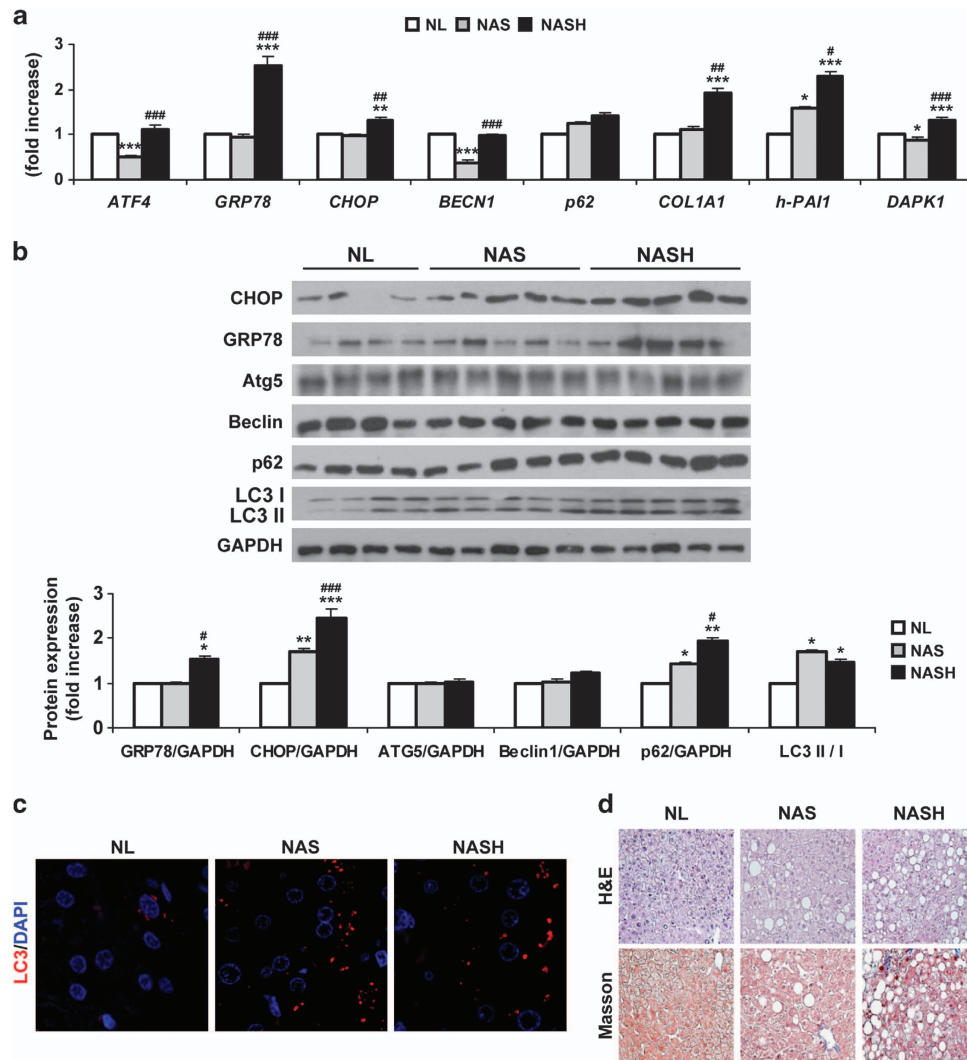 a
NL NAS NASH
(fold increase)
3
2
1
0
***
###
###
***
##
**
***
###
##
***
*
#
***
*
###
***
ATF4 GRP78 CHOP BECN1 p62 COL1A1 h-PAI1 DAPK1
b
NL NAS NASH
CHOP
GRP78
Atg5
Beclin
p62
LC3 I
LC3 II
GAPDH
Protein expression
(fold increase)
3
2
1
0
#
*
**
###
***
*
#
**
*
*
NL
NAS
NASH
GRP78/GAPDH CHOP/GAPDH ATG5/GAPDH Beclin1/GAPDH p62/GAPDH LC3 II / I
c
NL NAS NASH
LC3/DAPI
d
NL NAS NASH
H&E
Masson